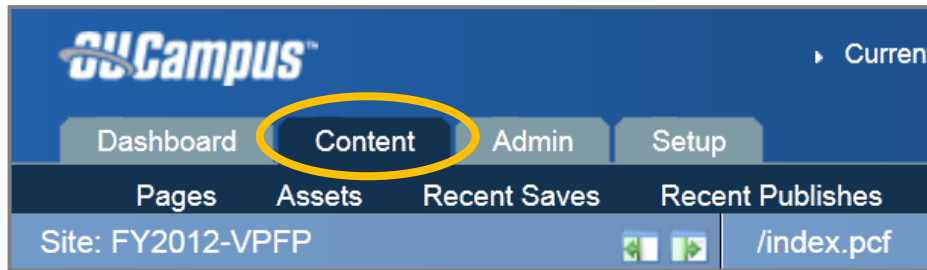 OUCampus™
Curren
Dashboard Content Admin Setup
Pages Assets Recent Saves Recent Publishes
Site: FY2012-VPFP /index.pcf